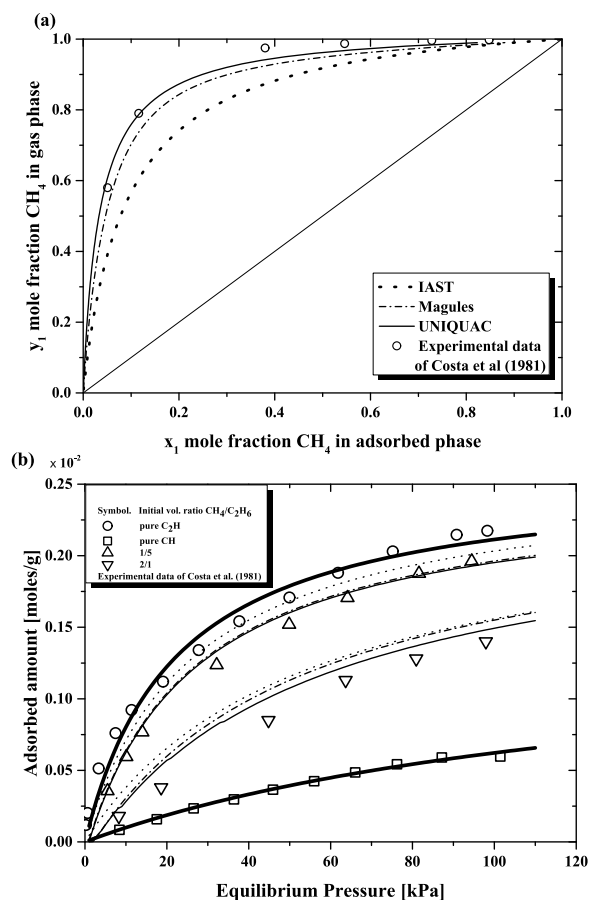 (a)
1.0
0.8
0.6
0.4
0.2
0.0
y1 mole fraction CH4 in gas phase
IAST
Magules
UNIQUAC
Experimental data
of Costa et al (1981)
0.0 0.2 0.4 0.6 0.8 1.0
x1 mole fraction CH4 in adsorbed phase
(b)
× 10-2
0.25
0.20
0.15
0.10
0.05
0.00
Adsorbed amount [moles/g]
Symbol. Initial vol. ratio CH4/C2H6
pure C2H
pure CH
1/5
2/1
Experimental data of Costa et al. (1981)
0 20 40 60 80 100 120
Equilibrium Pressure [kPa]